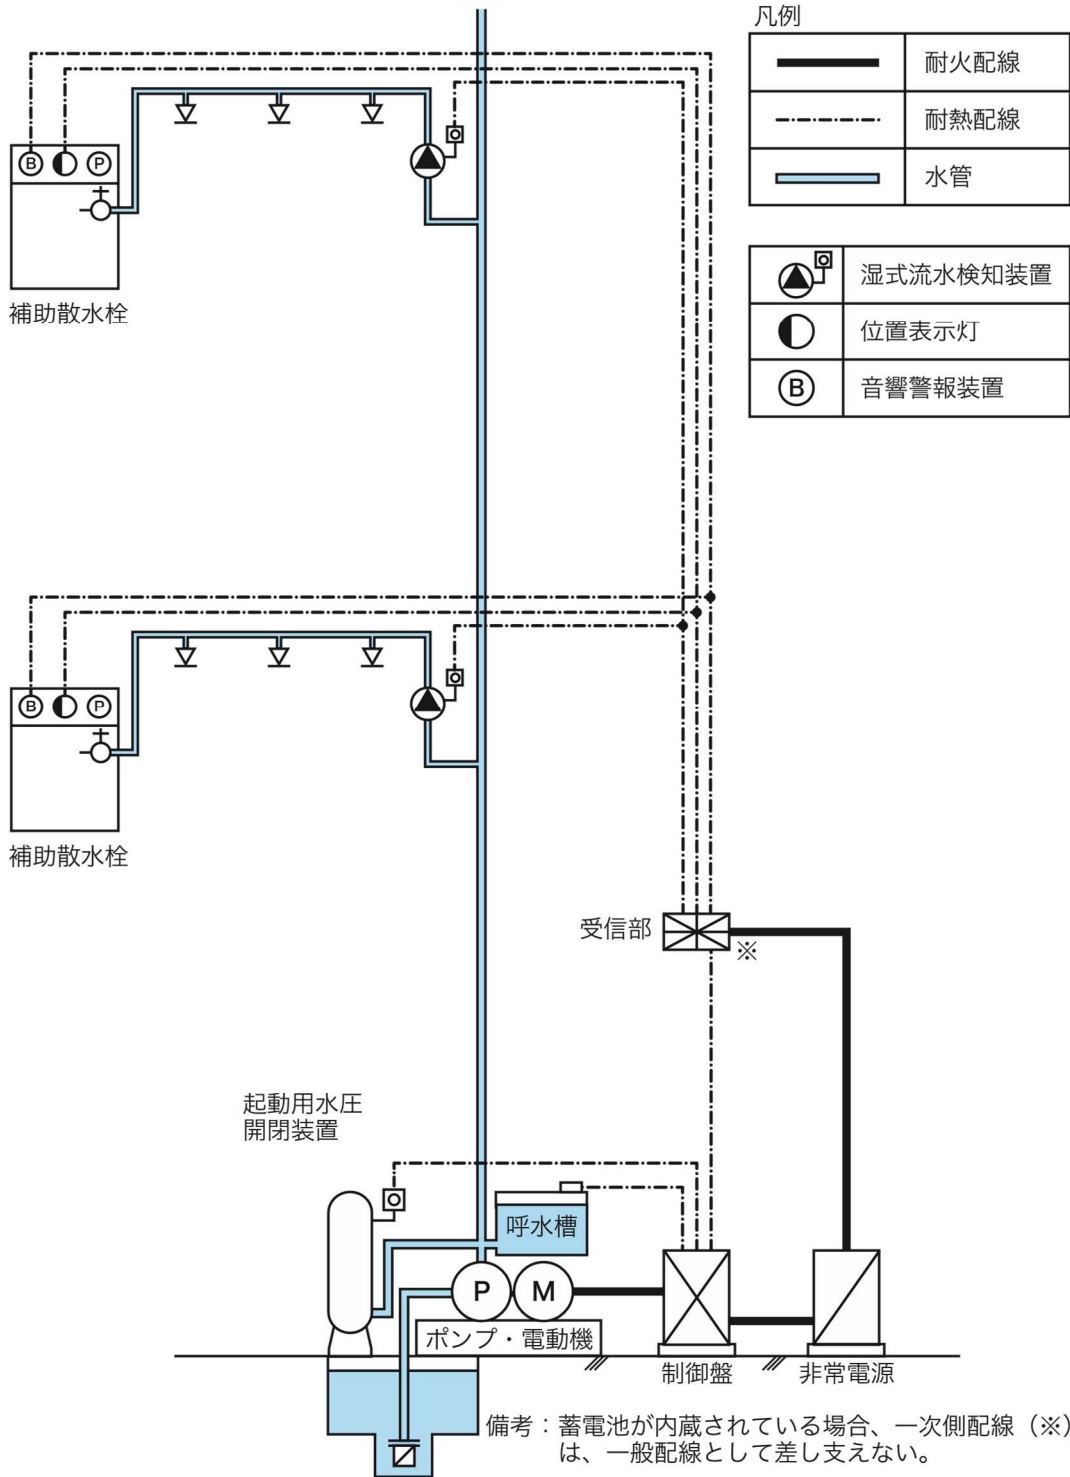 凡例
耐火配線
耐熱配線
水管
湿式流水検知装置
位置表示灯
B 音響警報装置
B P
補助散水栓
B P
補助散水栓
受信部
※
起動用水圧
開閉装置
呼水槽
P M
ポンプ・電動機
制御盤
非常電源
備考：蓄電池が内蔵されている場合、一次側配線（※）
は、一般配線として差し支えない。